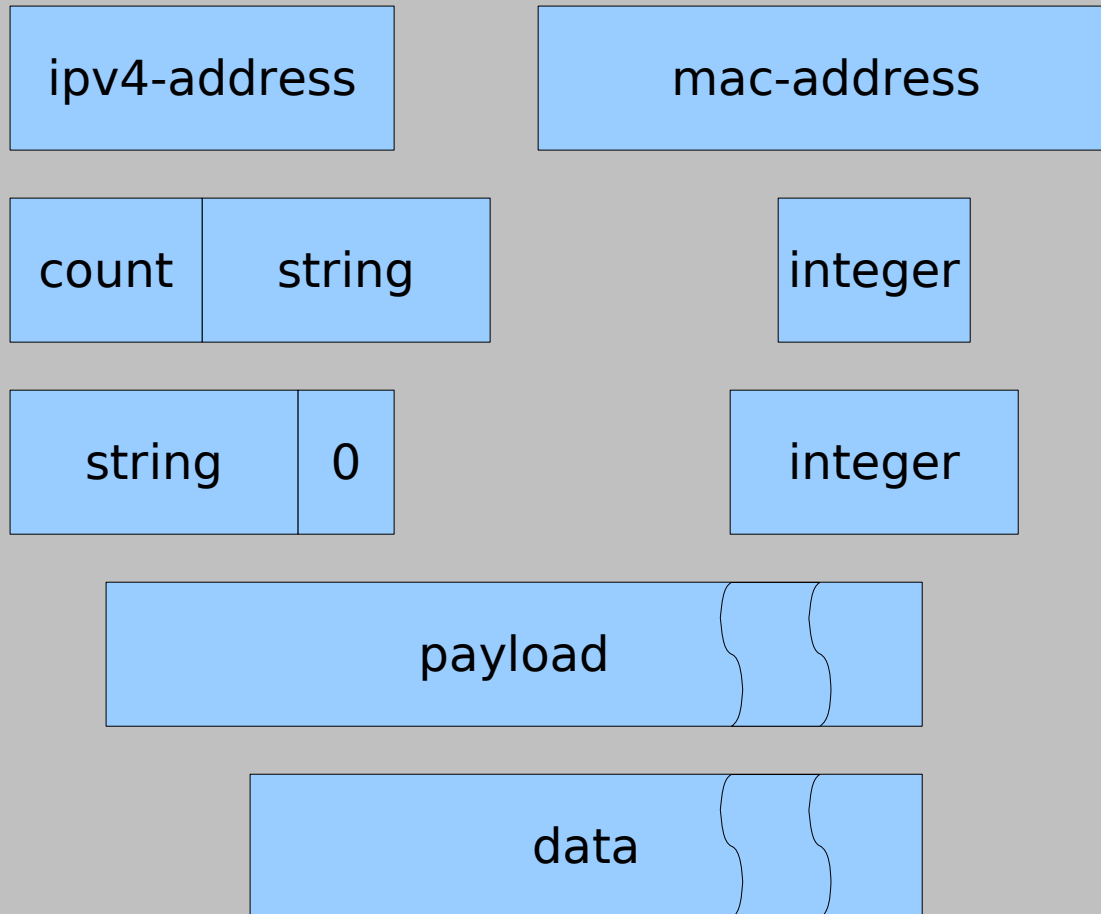 ipv4-address mac-address
count string integer
string 0 integer
payload
data